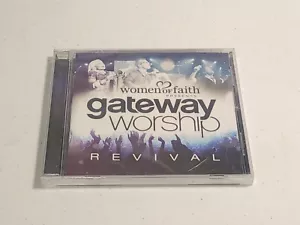 women of faith
PRESENTS
gateway
worship
REVIVAL